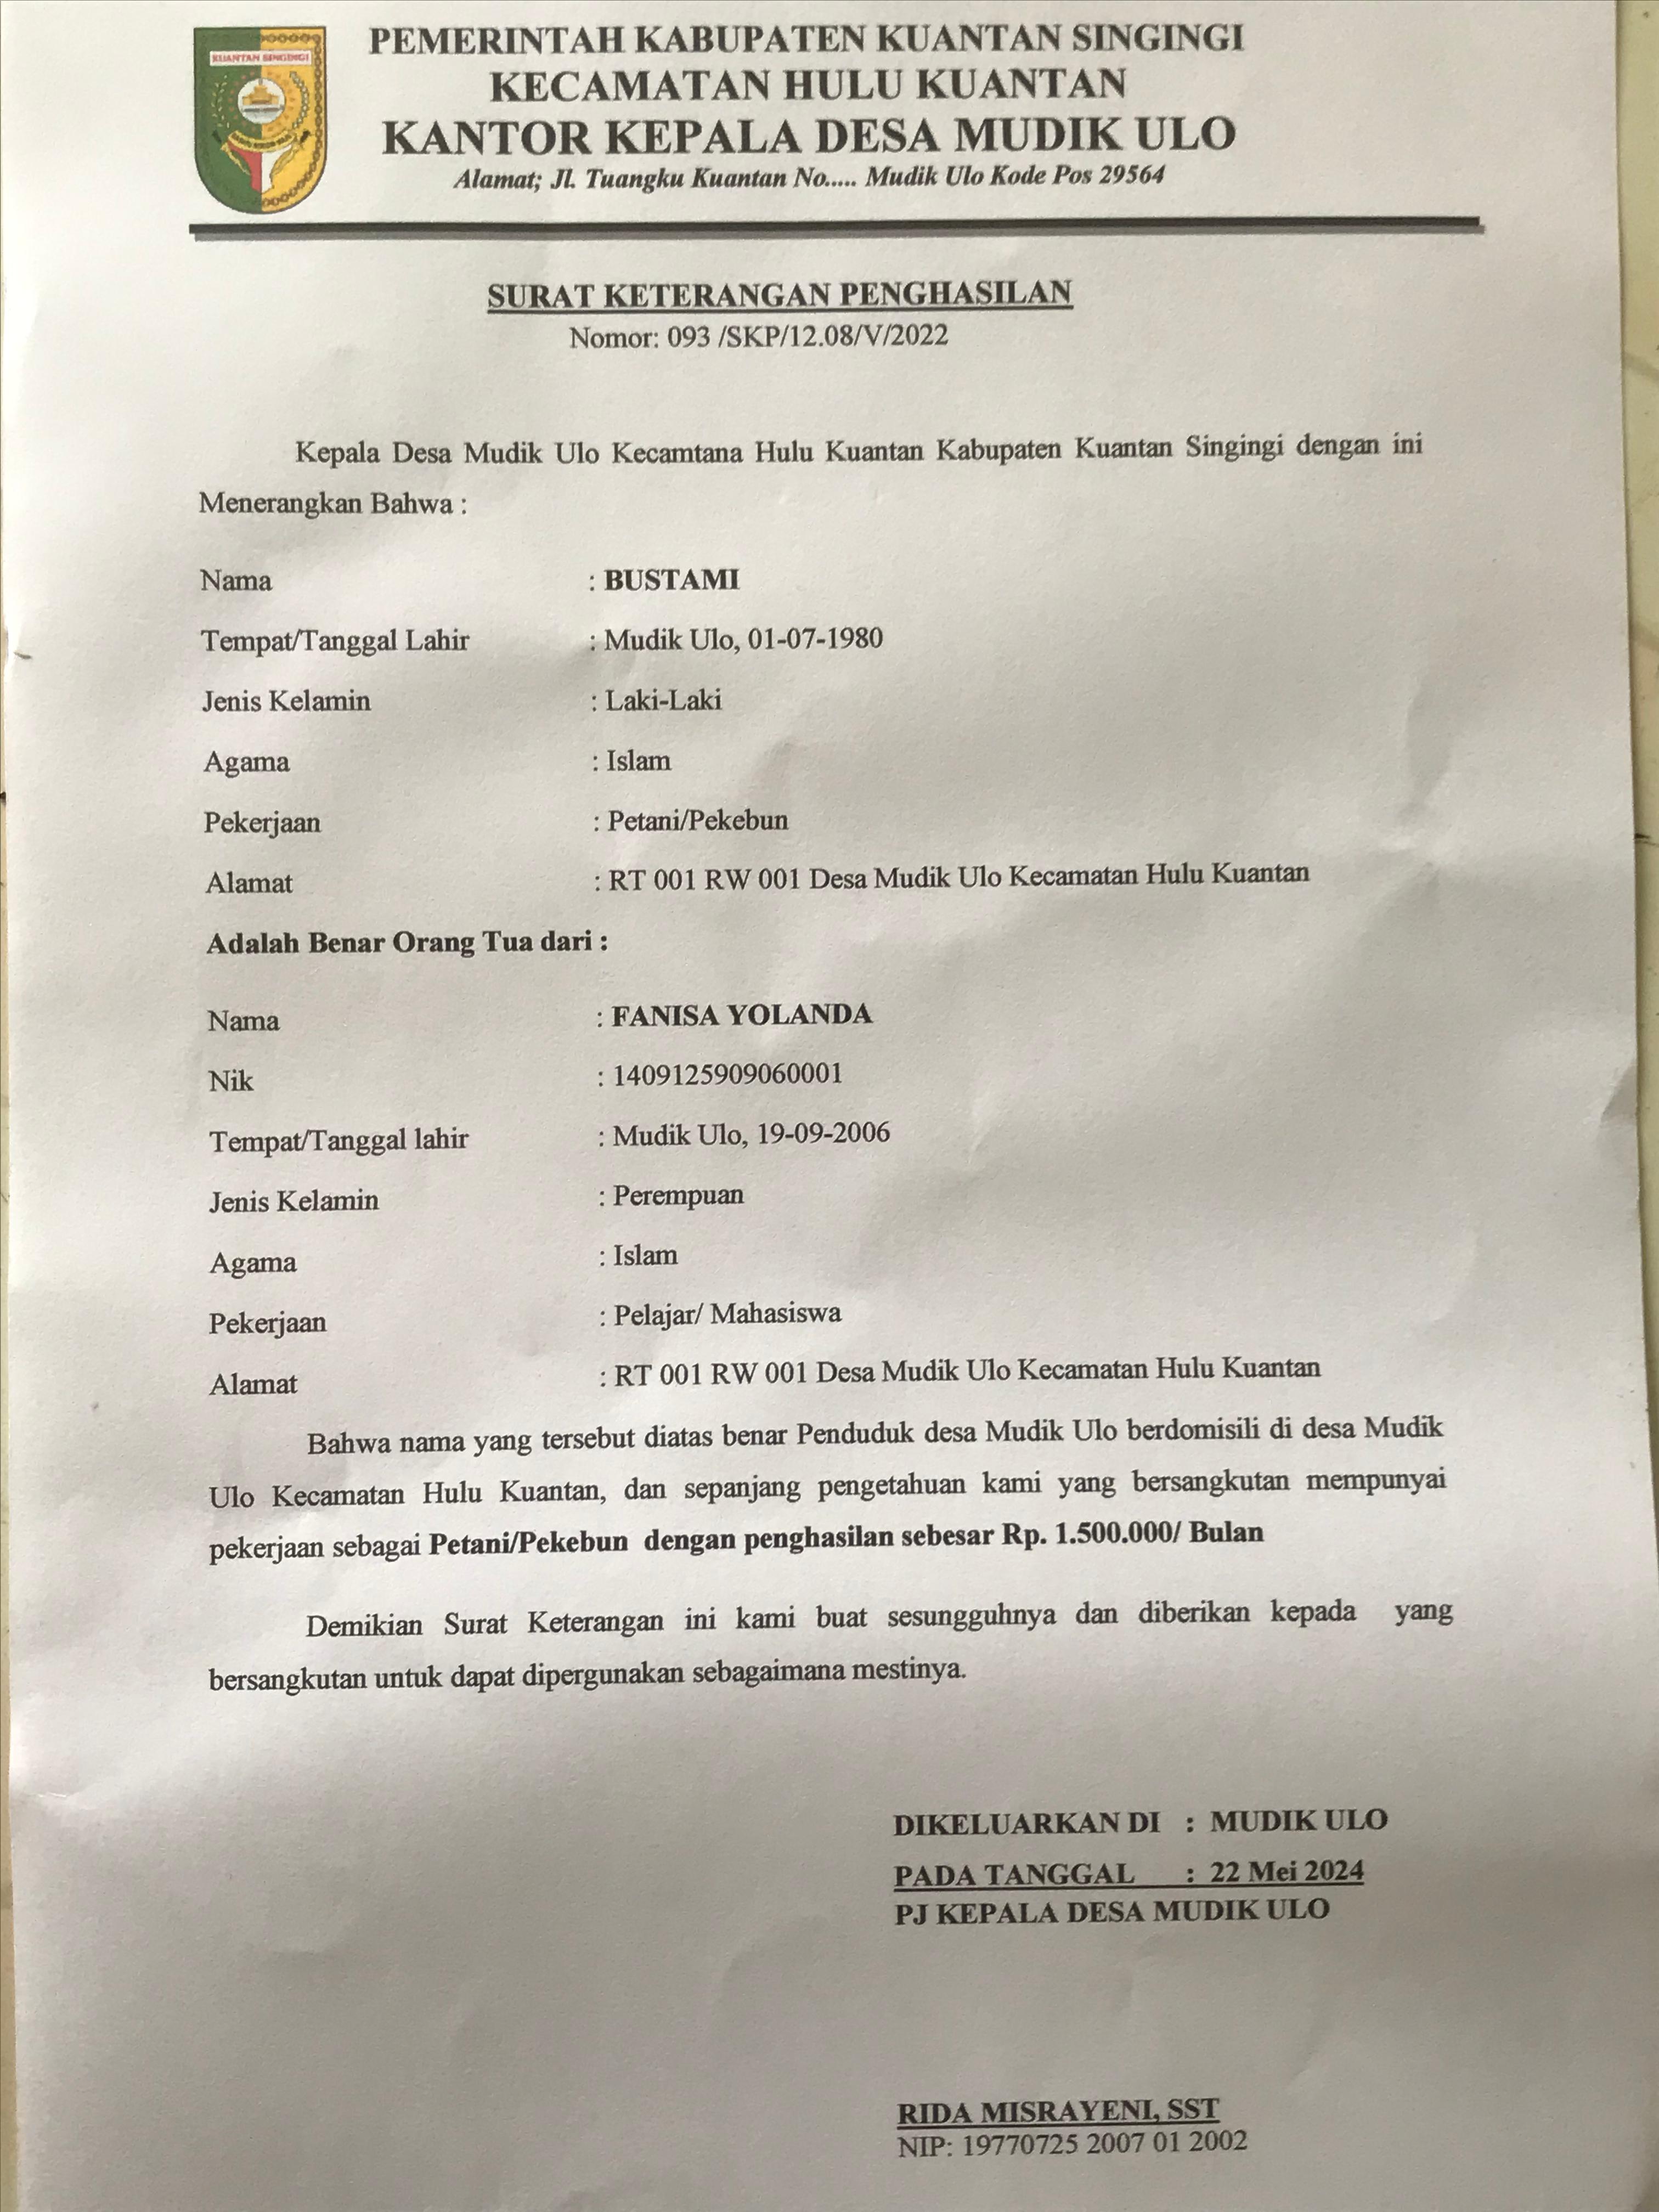 KUANTAN SINGINGI
PEMERINTAH KABUPATEN KUANTAN SINGINGI
KECAMATAN HULU KUANTAN
KANTOR KEPALA DESA MUDIK ULO
Alamat; Jl. Tuangku Kuantan No..... Mudik Ulo Kode Pos 29564
SURAT KETERANGAN PENGHASILAN
Nomor: 093 /SKP/12.08/V/2022
Kepala Desa Mudik Ulo Kecamtana Hulu Kuantan Kabupaten Kuantan Singingi dengan ini
Menerangkan Bahwa :
Nama : BUSTAMI
Tempat/Tanggal Lahir : Mudik Ulo, 01-07-1980
Jenis Kelamin : Laki-Laki
Agama : Islam
Pekerjaan : Petani/Pekebun
Alamat : RT 001 RW 001 Desa Mudik Ulo Kecamatan Hulu Kuantan
Adalah Benar Orang Tua dari :
Nama : FANISA YOLANDA
Nik : 1409125909060001
Tempat/Tanggal lahir : Mudik Ulo, 19-09-2006
Jenis Kelamin : Perempuan
Agama : Islam
Pekerjaan : Pelajar/ Mahasiswa
Alamat : RT 001 RW 001 Desa Mudik Ulo Kecamatan Hulu Kuantan
Bahwa nama yang tersebut diatas benar Penduduk desa Mudik Ulo berdomisili di desa Mudik
Ulo Kecamatan Hulu Kuantan, dan sepanjang pengetahuan kami yang bersangkutan mempunyai
pekerjaan sebagai Petani/Pekebun dengan penghasilan sebesar Rp. 1.500.000/ Bulan
Demikian Surat Keterangan ini kami buat sesungguhnya dan diberikan kepada yang
bersangkutan untuk dapat dipergunakan sebagaimana mestinya.
DIKELUARKAN DI : MUDIK ULO
PADA TANGGAL : 22 Mei 2024
PJ KEPALA DESA MUDIK ULO
RIDA MISRAYENI, SST
NIP: 19770725 2007 01 2002